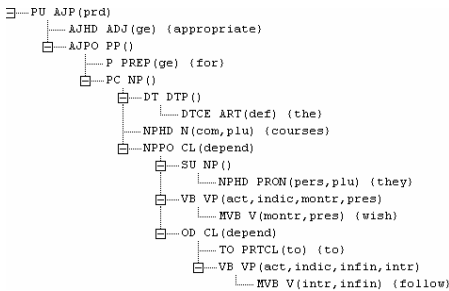 PU AJP(prd)
AJHD ADJ(ge) {appropriate}
AJPO PP()
P PREP(ge) {for}
PC NP()
DT DTP()
DTCE ART(def) {the}
NPHD N(com,plu) {courses}
NPPO CL(depend)
SU NP()
NPHD PRON(pers,plu) {they}
VB VP(act,indic,montr,pres)
MVB V(montr,pres) {wish}
OD CL(depend)
TO PRTCL(to) {to}
VB VP(act,indic,infin,intr)
MVB V(intr,infin) {follow}